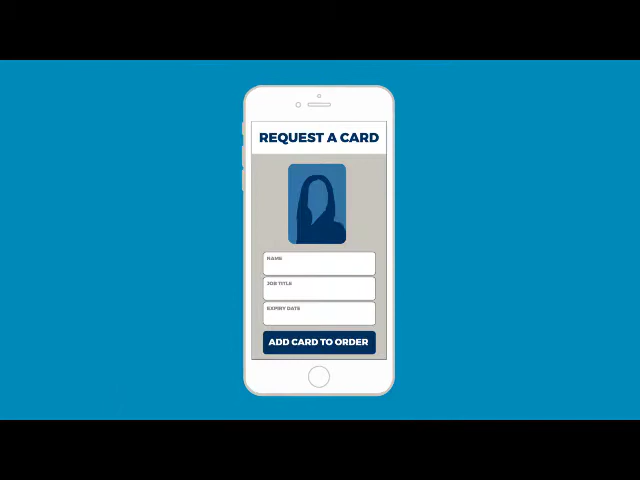 REQUEST A CARD
NAME
JOB TITLE
EXPIRY DATE
ADD CARD TO ORDER